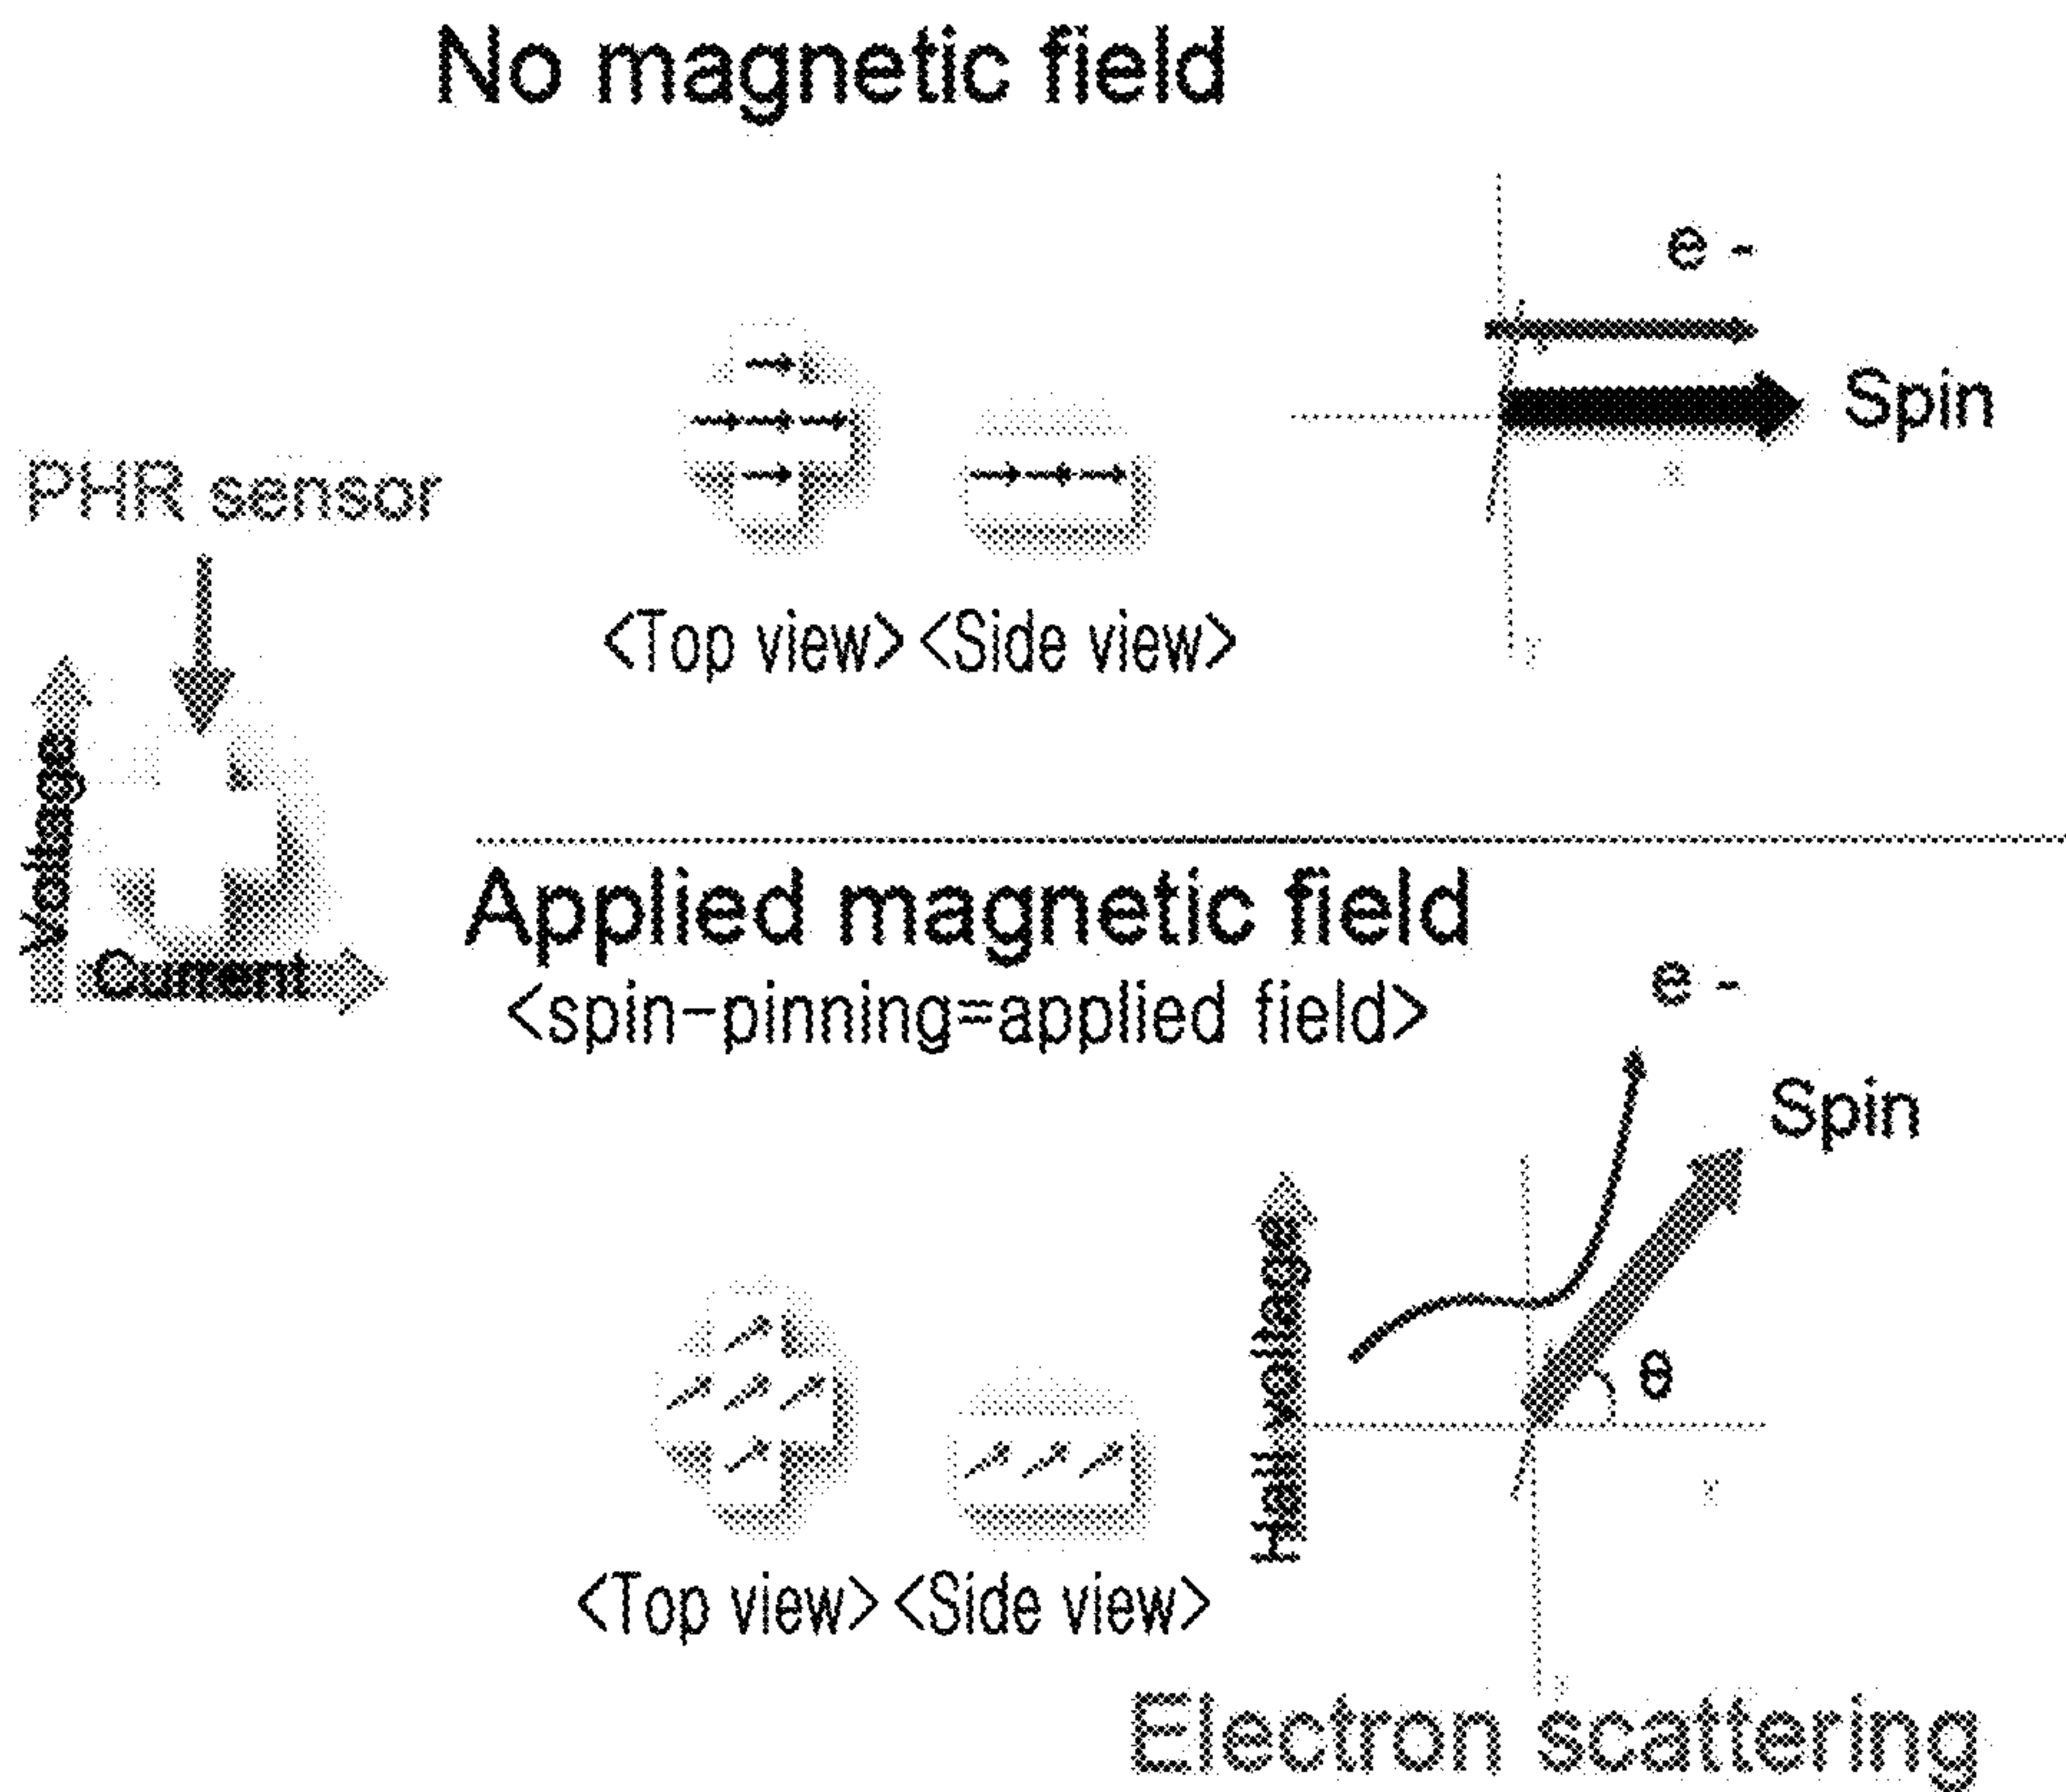 No magnetic field
e -
Spin
PHR sensor
<Top view> <Side view>
Voltage
Current
Applied magnetic field
<spin-pinning=applied field>
e -
Spin
Hall voltage
θ
<Top view> <Side view>
Electron scattering